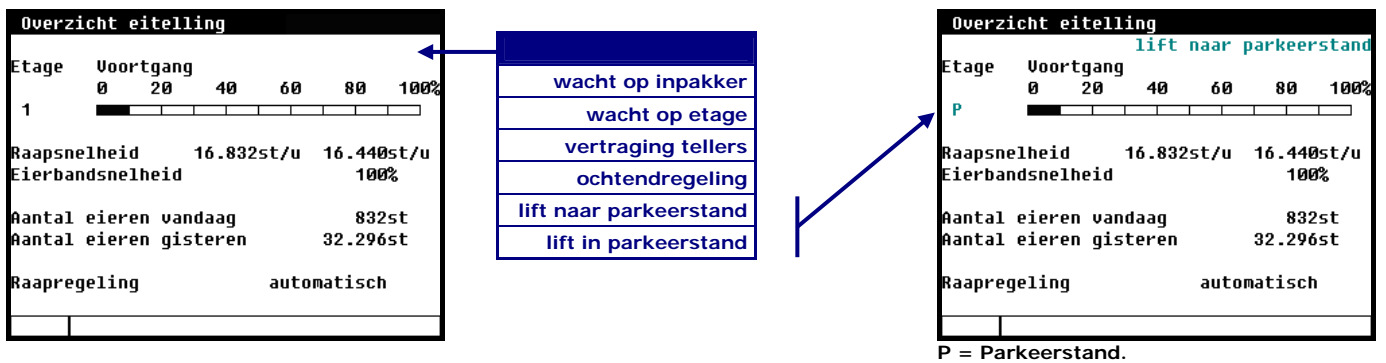 Overzicht eitelling
Etage Voortgang
0 20 40 60 80 100%
1
Raapsnelheid 16.832st/u 16.440st/u
Eierbandsnelheid 100%
Aantal eieren vandaag 832st
Aantal eieren gisteren 32.296st
Raapregeling automatisch
wacht op inpakker
wacht op etage
vertraging tellers
ochtendregeling
lift naar parkeerstand
lift in parkeerstand
Overzicht eitelling
lift naar parkeerstand
Etage Voortgang
0 20 40 60 80 100%
P
Raapsnelheid 16.832st/u 16.440st/u
Eierbandsnelheid 100%
Aantal eieren vandaag 832st
Aantal eieren gisteren 32.296st
Raapregeling automatisch
P = Parkeerstand.